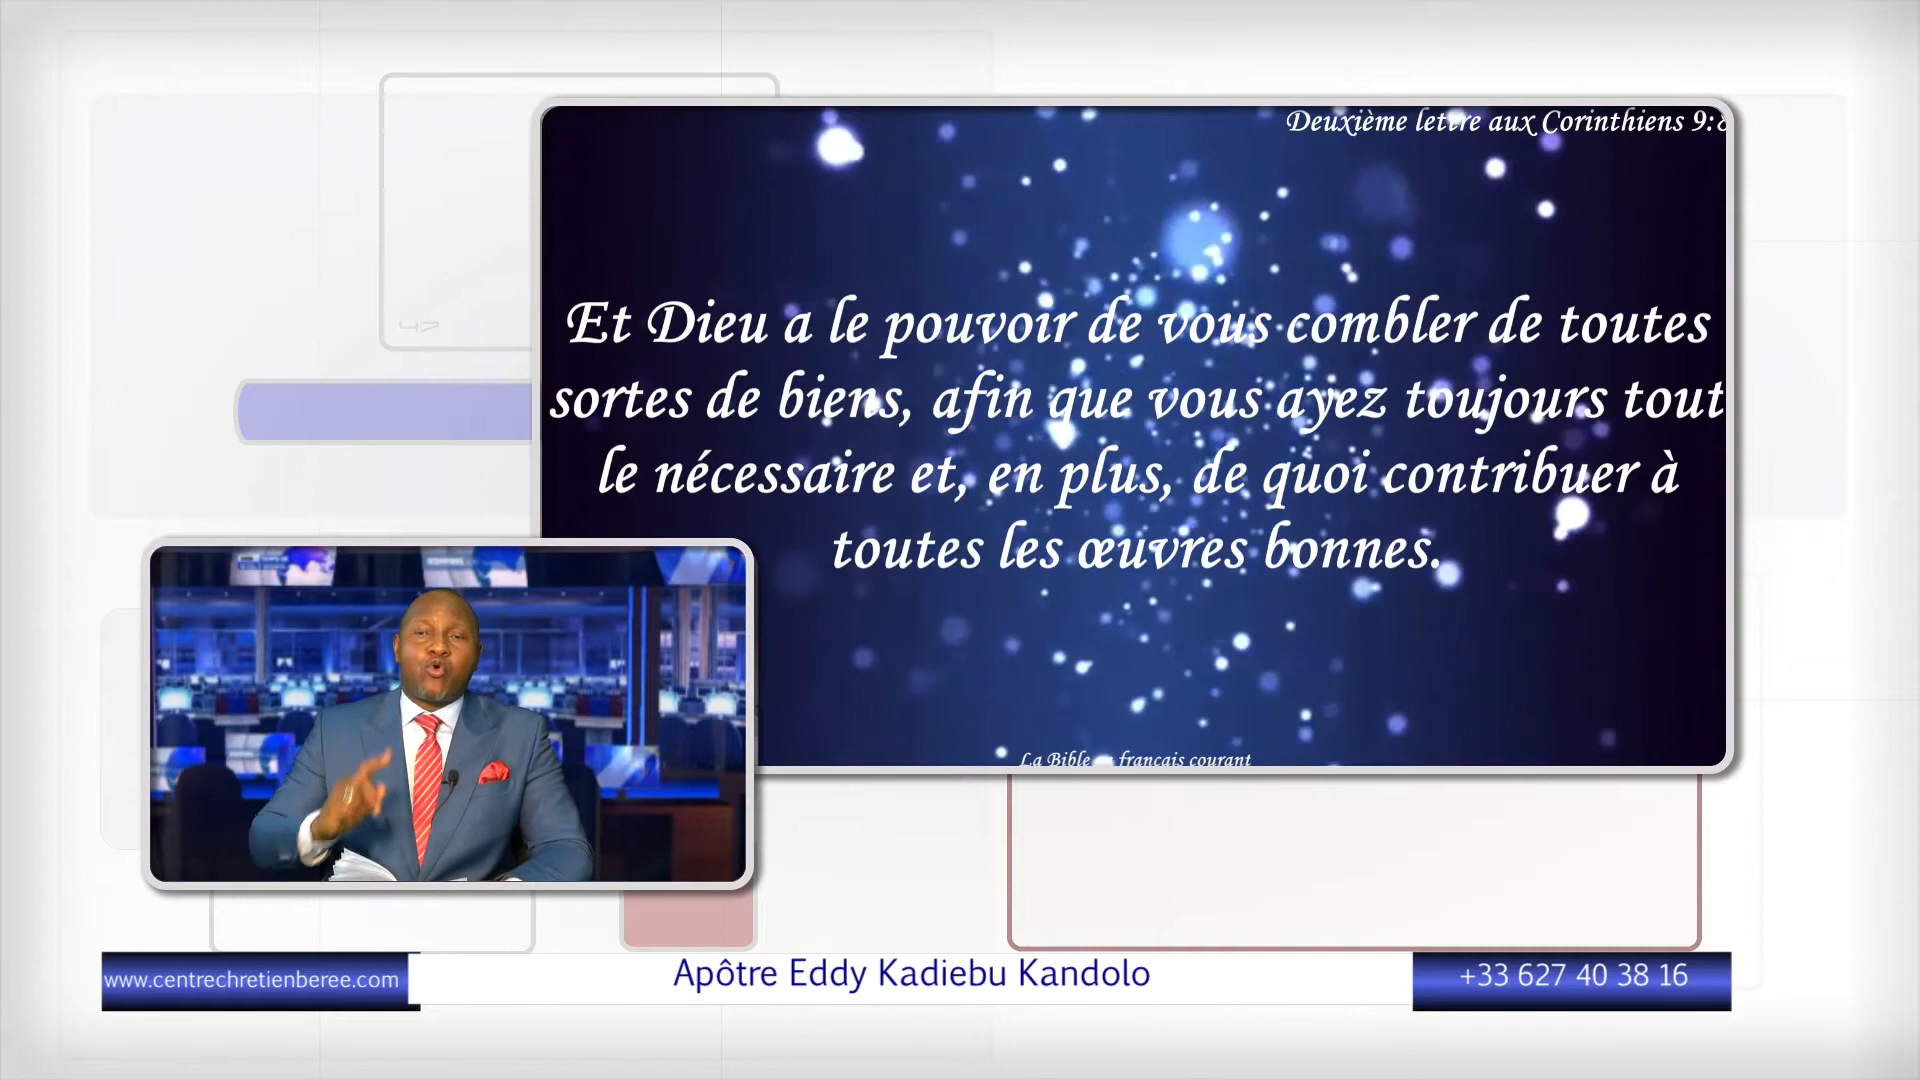 Deuxième lettre aux Corinthiens 9:8
Et Dieu a le pouvoir de vous combler de toutes
sortes de biens, afin que vous ayez toujours tout
le nécessaire et, en plus, de quoi contribuer à
toutes les œuvres bonnes.
La Bible en français courant
www.centrechretienberee.com
Apôtre Eddy Kadiebu Kandolo
+33 627 40 38 16